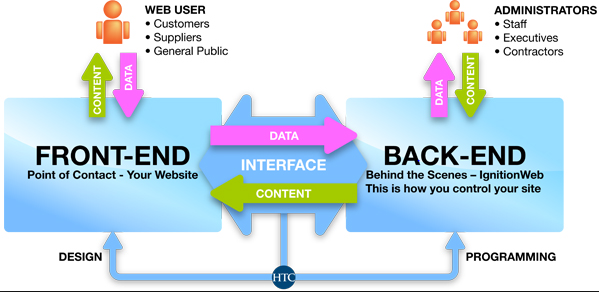 WEB USER
• Customers
• Suppliers
• General Public
ADMINISTRATORS
• Staff
• Executives
• Contractors
CONTENT
DATA
DATA
CONTENT
FRONT-END
Point of Contact - Your Website
DATA
INTERFACE
CONTENT
BACK-END
Behind the Scenes – IgnitionWeb
This is how you control your site
DESIGN
HTC
PROGRAMMING